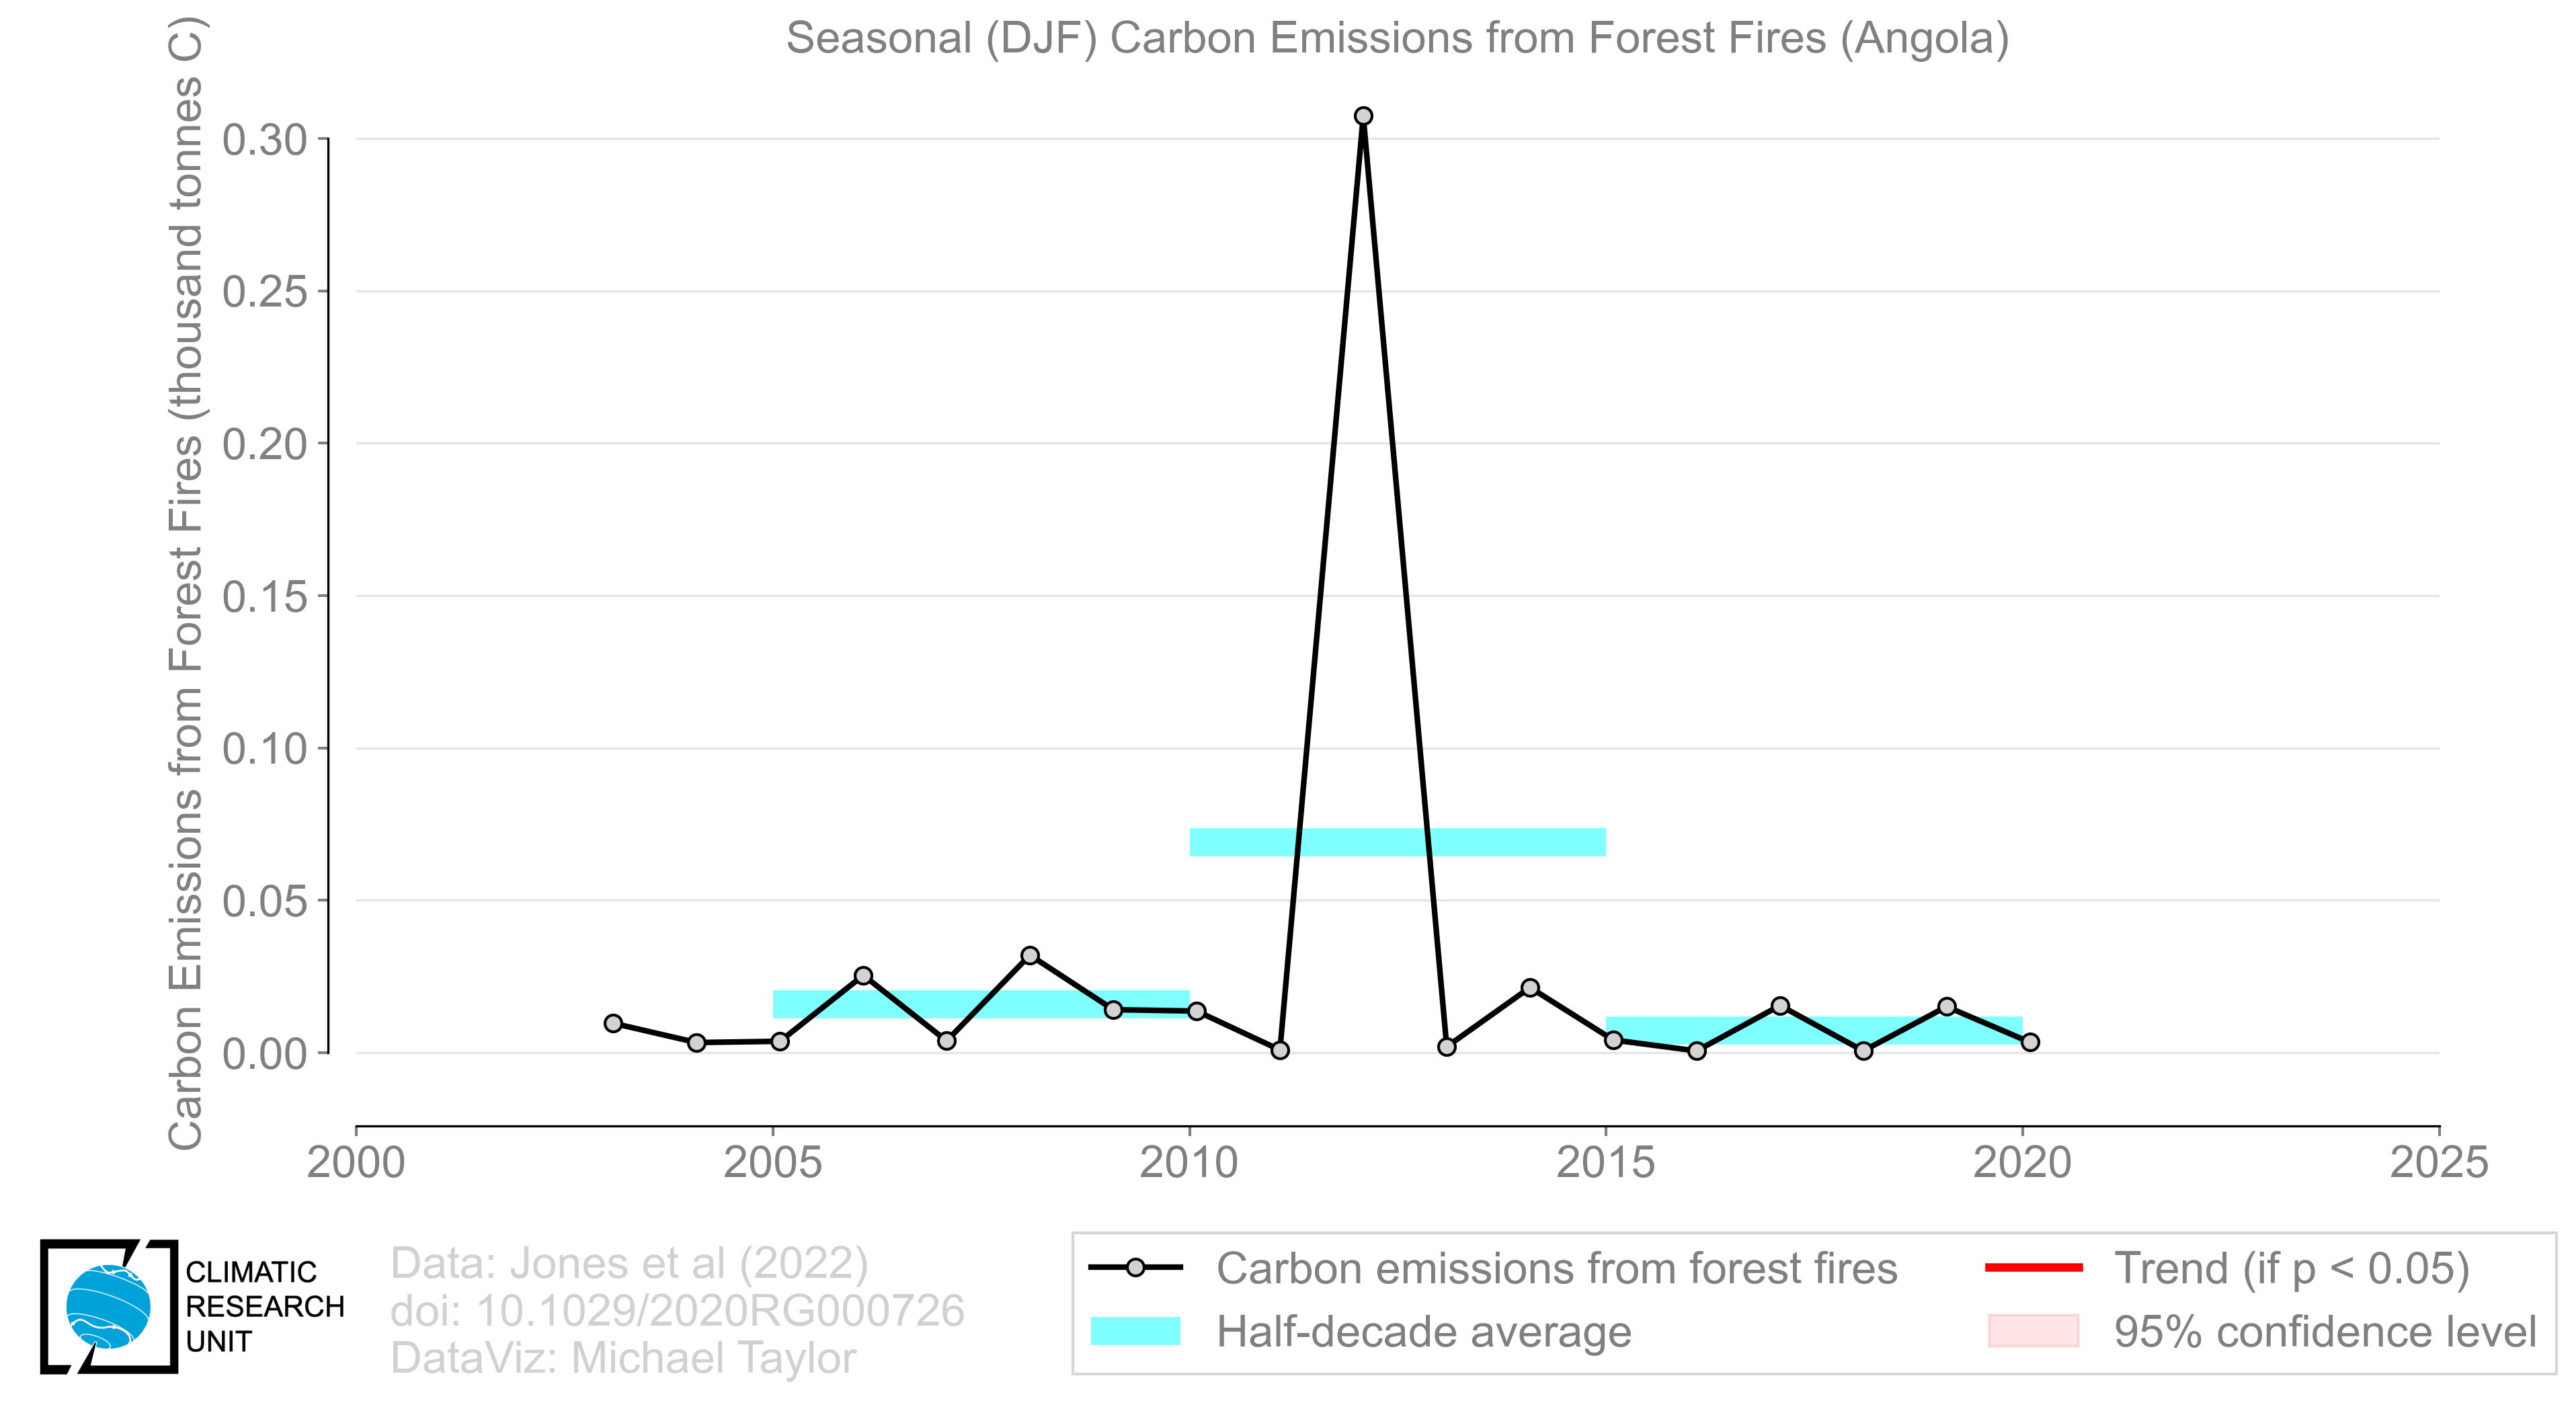 Seasonal (DJF) Carbon Emissions from Forest Fires (Angola)
Carbon Emissions from Forest Fires (thousand tonnes C)
0.30
0.25
0.20
0.15
0.10
0.05
0.00
2000
2005
2010
2015
2020
2025
CLIMATIC
RESEARCH
UNIT
Data: Jones et al (2022)
doi: 10.1029/2020RG000726
DataViz: Michael Taylor
Carbon emissions from forest fires
Half-decade average
Trend (if p < 0.05)
95% confidence level